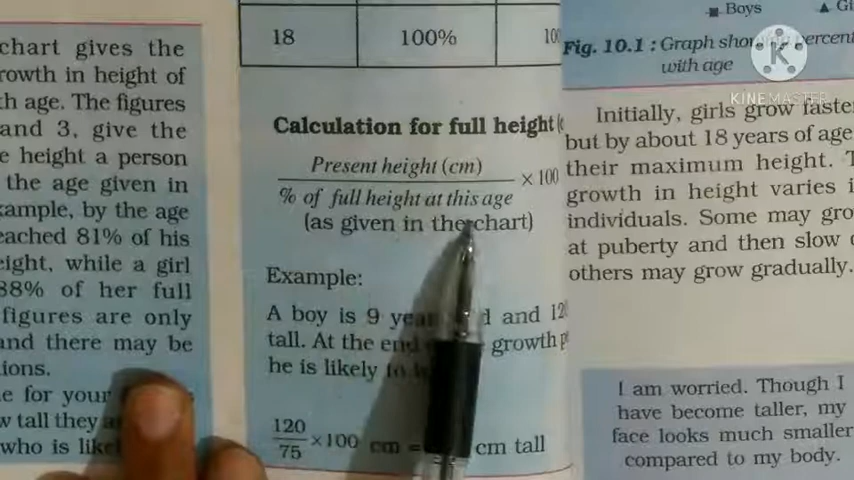 chart gives the
rowth in height of
th age. The figures
and 3, give the
e height a person
the age given in
ample, by the age
eached 81% of his
eight, while a girl
88% of her full
figures are only
and there may be
ions.
e for your
w tall they
who is
18 100% 100
Calculation for full height
Present height (cm)
% of full height at this age
× 100
(as given in the chart)
Example:
A boy is 9 and 12
tall. At the end growth
he is likely
120
75
×100 cm = cm tall
Boys
Fig. 10.1 : Graph percent
with age
KINEMASTER
Initially, girls grow faster
but by about 18 years of age
their maximum height.
growth in height varies
individuals. Some may
at puberty and then slow
others may grow gradually.
I am worried. Though I
have become taller, my
face looks much smaller
compared to my body.